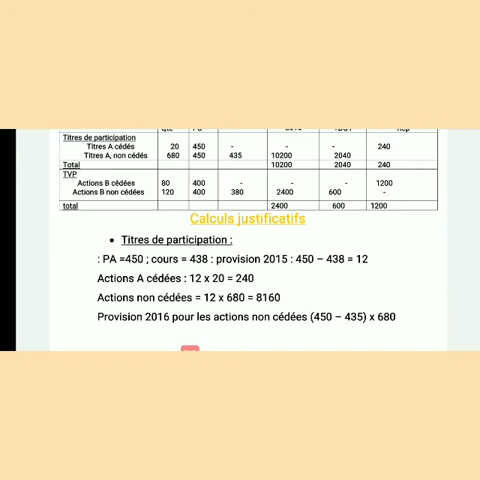 Titres de participation
Titres A cédés 20 450 - - - 240
Titres A, non cédés 680 450 435 10200 2040
Total 10200 2040 240
TVP
Actions B cédées 80 400 - - - 1200
Actions B non cédées 120 400 380 2400 600 -
total 2400 600 1200
Calculs justificatifs
• Titres de participation :
: PA =450 ; cours = 438 : provision 2015 : 450 – 438 = 12
Actions A cédées : 12 x 20 = 240
Actions non cédées = 12 x 680 = 8160
Provision 2016 pour les actions non cédées (450 – 435) x 680